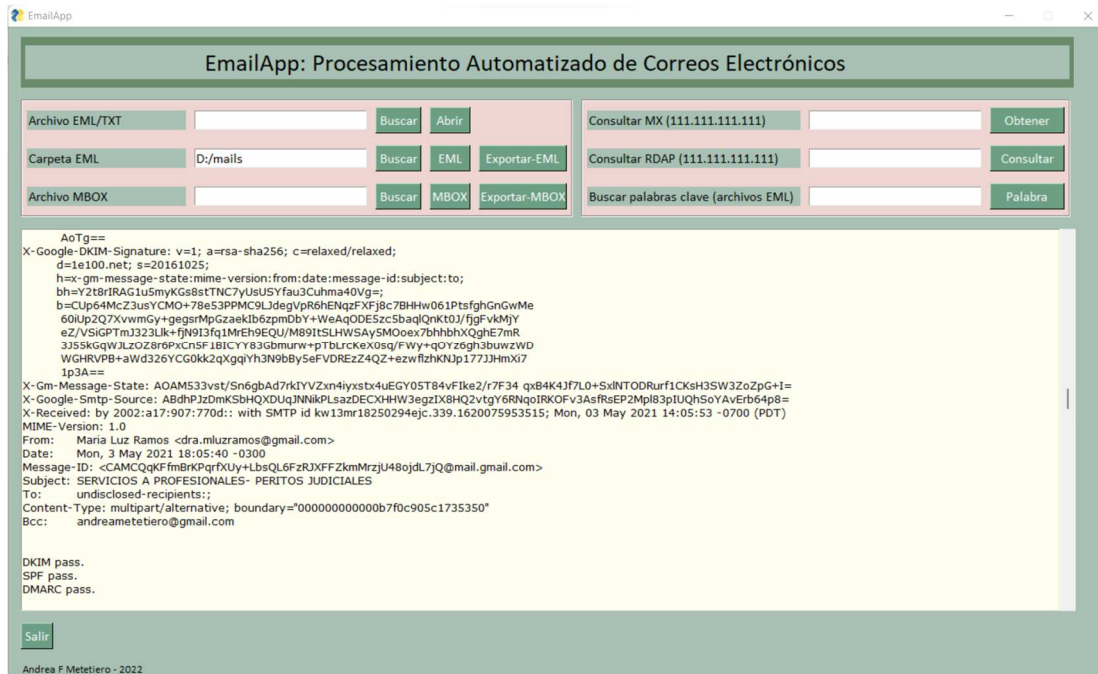 EmailApp
EmailApp: Procesamiento Automatizado de Correos Electrónicos
Archivo EML/TXT Buscar Abrir
Consultar MX (111.111.111.111) Obtener
Carpeta EML D:/mails Buscar EML Exportar-EML
Consultar RDAP (111.111.111.111) Consultar
Archivo MBOX Buscar MBOX Exportar-MBOX
Buscar palabras clave (archivos EML) Palabra
AoTg==
X-Google-DKIM-Signature: v=1; a=rsa-sha256; c=relaxed/relaxed;
d=1e100.net; s=20161025;
h=x-gm-message-state:mime-version:from:date:message-id:subject:to;
bh=Y2t8rIRAG1u5myKGs8stTNC7yUsUSYfau3Cuhma40Vg=;
b=CUp64McZ3usYCMO+78e53PPMC9LJdegVpR6hENqzFXFj8c7BHHw061PtsfghGnGwMe
60iUp2Q7XvwmGy+gegsrMpGzaekIb6zpmDbY+WeAqODE5zc5baqlQnKt0J/fjgFvkMjY
eZ/VSiGPTmJ323Llk+fjN9I3fq1MrEh9EQU/M89ItSLHWSAy5MOoex7bhhbhXQghE7mR
3J55kGqWJLzOZ8r6PxCn5F1BICYY83Gbmurw+pTbLrcKeX0sq/FWy+qOYz6gh3buwzWD
WGHRVPB+aWd326YCG0kk2qXgqiYh3N9bBy5eFVDREzZ4QZ+ezwflzhKNJp177JJHmXi7
1p3A==
X-Gm-Message-State: AOAM533vst/Sn6gbAd7rkIYVZxn4iyxstx4uEGY05T84vFIke2/r7F34 qxB4K4Jf7L0+SxlNTODRurf1CKsH3SW3ZoZpG+I=
X-Google-Smtp-Source: ABdhPJzDmKSbHQXDUqJNNikPLsazDECXHHW3egzIX8HQ2vtgY6RNqoIRKOFv3AsfRsEP2Mpl83pIUQhSoYAvErb64p8=
X-Received: by 2002:a17:907:770d:: with SMTP id kw13mr18250294ejc.339.1620075953515; Mon, 03 May 2021 14:05:53 -0700 (PDT)
MIME-Version: 1.0
From: Maria Luz Ramos <dra.mluzramos@gmail.com>
Date: Mon, 3 May 2021 18:05:40 -0300
Message-ID: <CAMCQqKFfmBrKPqrfXUy+LbsQL6FzRJXFFZkmMrzjU48ojdL7jQ@mail.gmail.com>
Subject: SERVICIOS A PROFESIONALES- PERITOS JUDICIALES
To: undisclosed-recipients:;
Content-Type: multipart/alternative; boundary="000000000000b7f0c905c1735350"
Bcc: andreametetiero@gmail.com
DKIM pass.
SPF pass.
DMARC pass.
Salir
Andrea F Metetiero - 2022